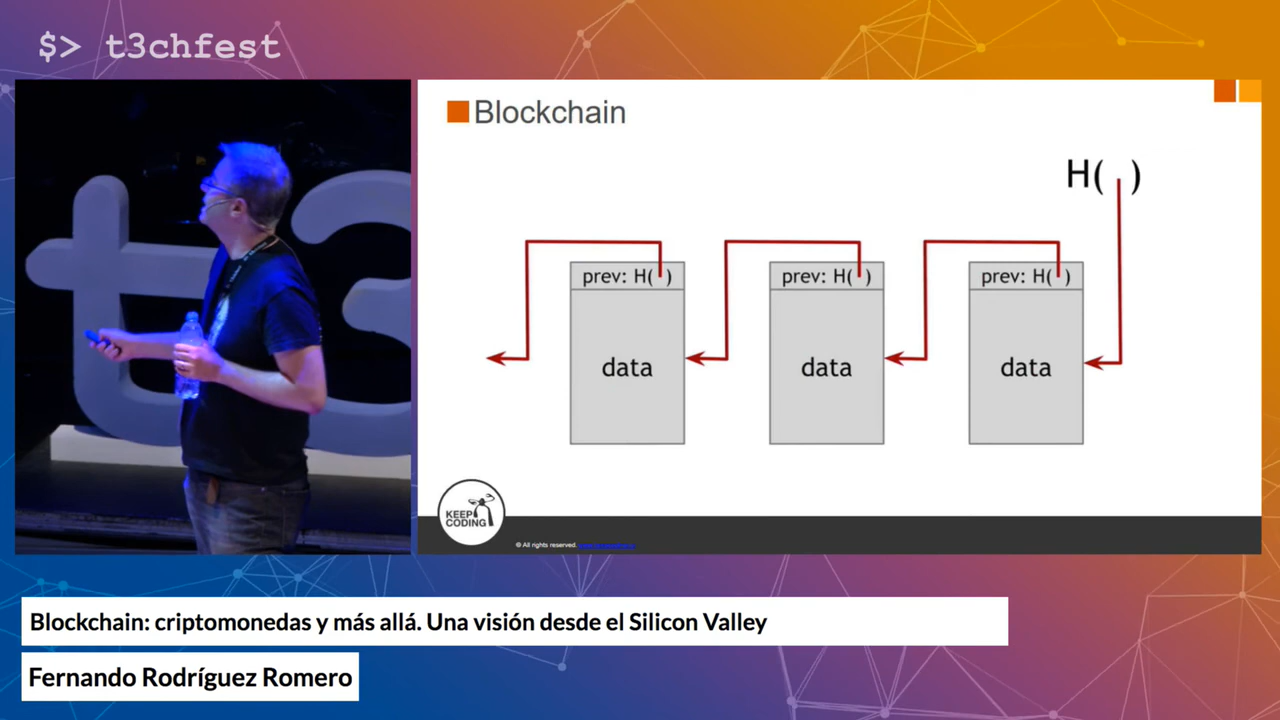 $> t3chfest
t3
Blockchain
H( )
prev: H( )
prev: H( )
prev: H( )
data
data
data
KEEP
CODING
© All rights reserved.
Blockchain: criptomonedas y más allá. Una visión desde el Silicon Valley
Fernando Rodríguez Romero